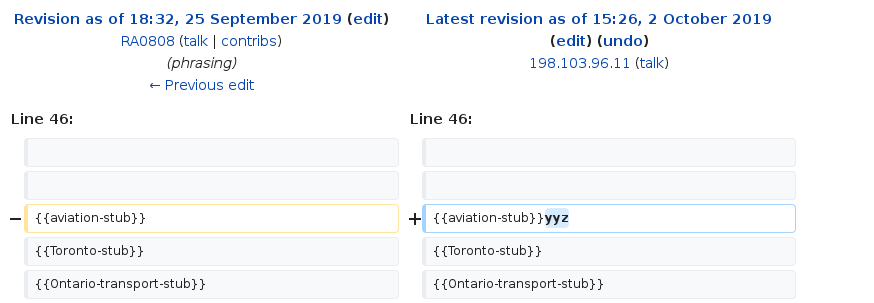 Revision as of 18:32, 25 September 2019 (edit)
RA0808 (talk | contribs)
(phrasing)
← Previous edit
Latest revision as of 15:26, 2 October 2019
(edit) (undo)
198.103.96.11 (talk)
Line 46:
Line 46:
− {{aviation-stub}}
+ {{aviation-stub}}yyz
{{Toronto-stub}}
{{Toronto-stub}}
{{Ontario-transport-stub}}
{{Ontario-transport-stub}}